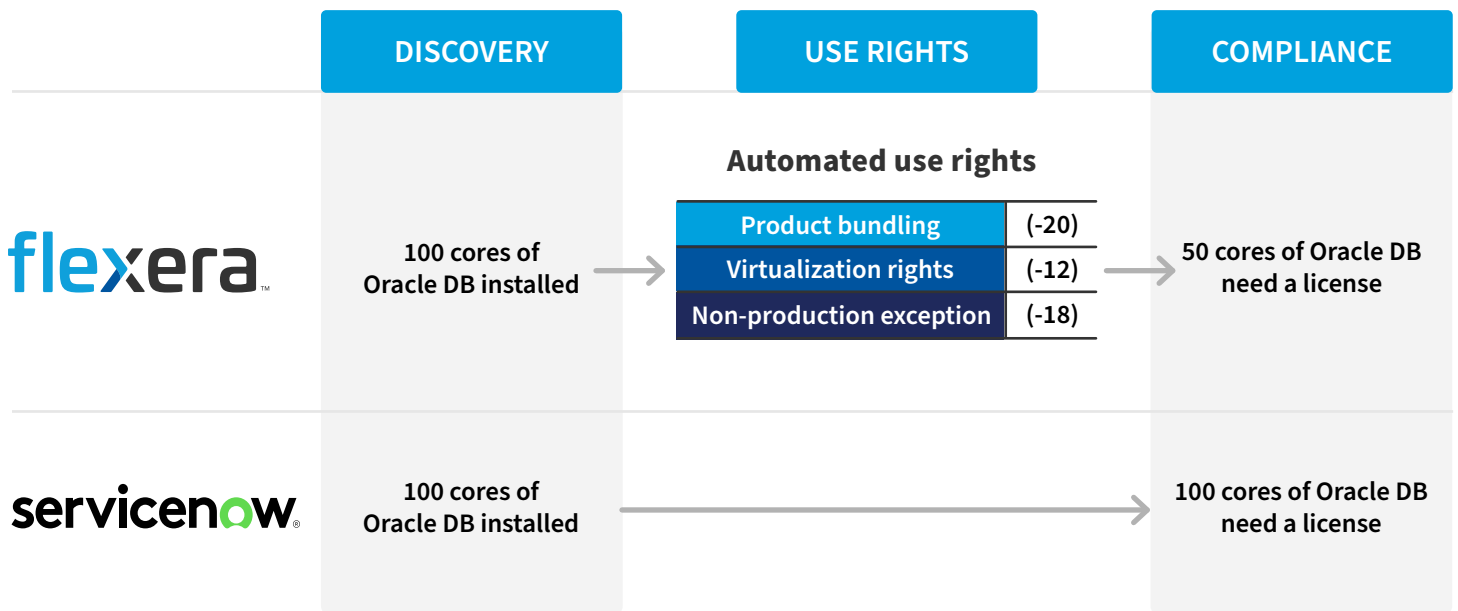 DISCOVERY
USE RIGHTS
COMPLIANCE
flexera™
100 cores of
Oracle DB installed
Automated use rights
Product bundling (-20)
Virtualization rights (-12)
Non-production exception (-18)
50 cores of Oracle DB
need a license
servicenow®
100 cores of
Oracle DB installed
100 cores of Oracle DB
need a license